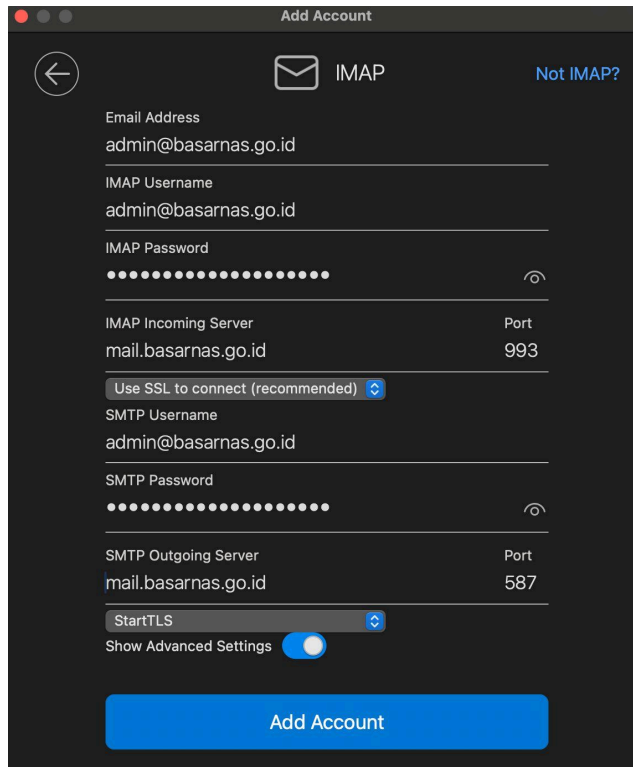 Add Account
IMAP
Not IMAP?
Email Address
admin@basarnas.go.id
IMAP Username
admin@basarnas.go.id
IMAP Password
••••••••••••••••••••
IMAP Incoming Server Port
mail.basarnas.go.id 993
Use SSL to connect (recommended)
SMTP Username
admin@basarnas.go.id
SMTP Password
••••••••••••••••••••
SMTP Outgoing Server Port
mail.basarnas.go.id 587
StartTLS
Show Advanced Settings
Add Account